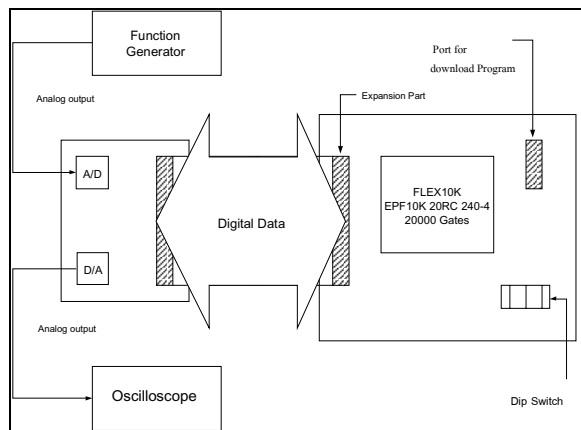 Function
Generator
Port for
download Program
Analog output
Expansion Part
A/D
FLEX10K
EPF10K 20RC 240-4
20000 Gates
Digital Data
D/A
Analog output
Oscilloscope
Dip Switch